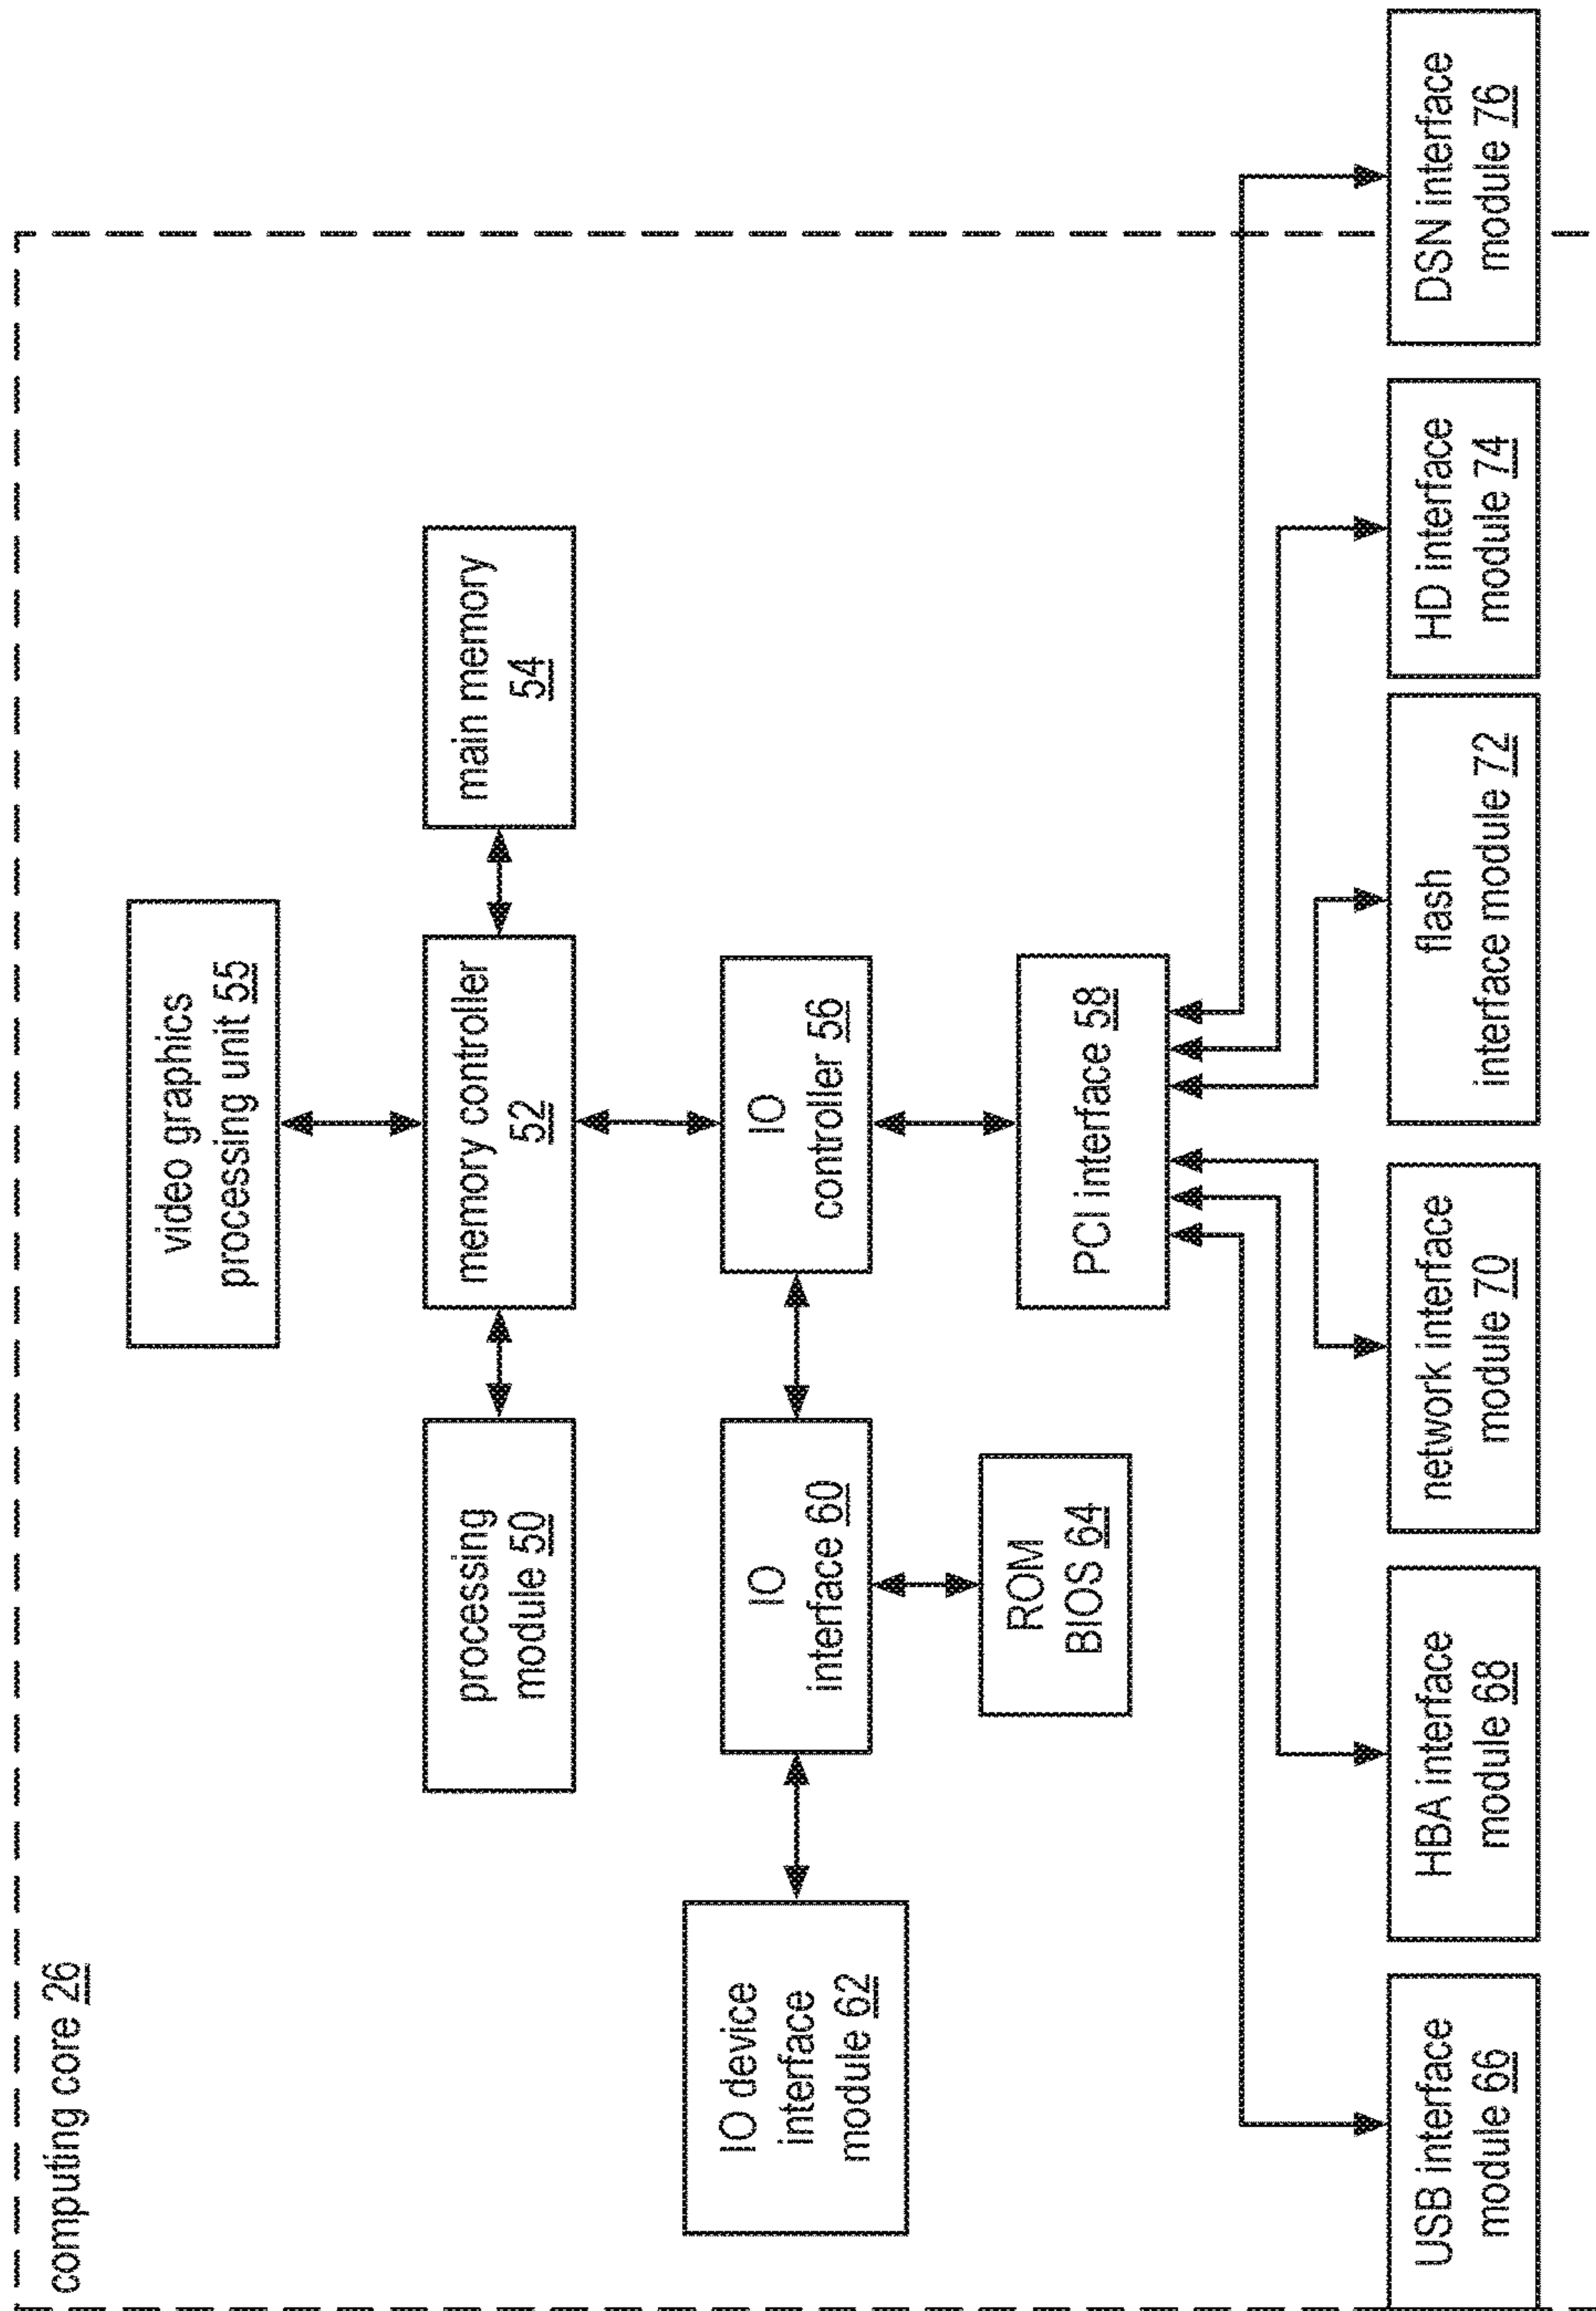 computing core 26
video graphics
processing unit 55
processing
module 50
memory controller
52
main memory
54
IO device
interface
module 62
IO
interface 60
IO
controller 56
ROM
BIOS 64
PCI interface 58
USB interface
module 66
HBA interface
module 68
network interface
module 70
flash
interface module 72
HD interface
module 74
DSN interface
module 76